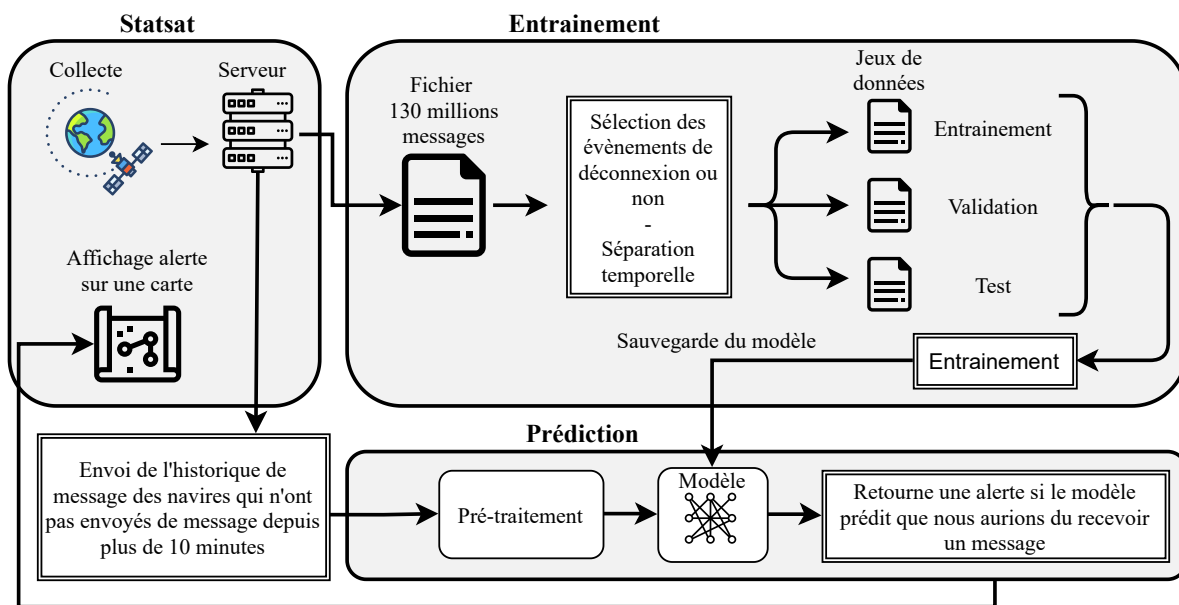 Statsat
Collecte
Serveur
Affichage alerte
sur une carte
Entrainement
Fichier
130 millions
messages
Sélection des
évènements de
déconnexion ou
non
-
Séparation
temporelle
Jeux de
données
Entrainement
Validation
Test
Sauvegarde du modèle
Entrainement
Envoi de l'historique de
message des navires qui n'ont
pas envoyés de message depuis
plus de 10 minutes
Prédiction
Pré-traitement
Modèle
Retourne une alerte si le modèle
prédit que nous aurions du recevoir
un message